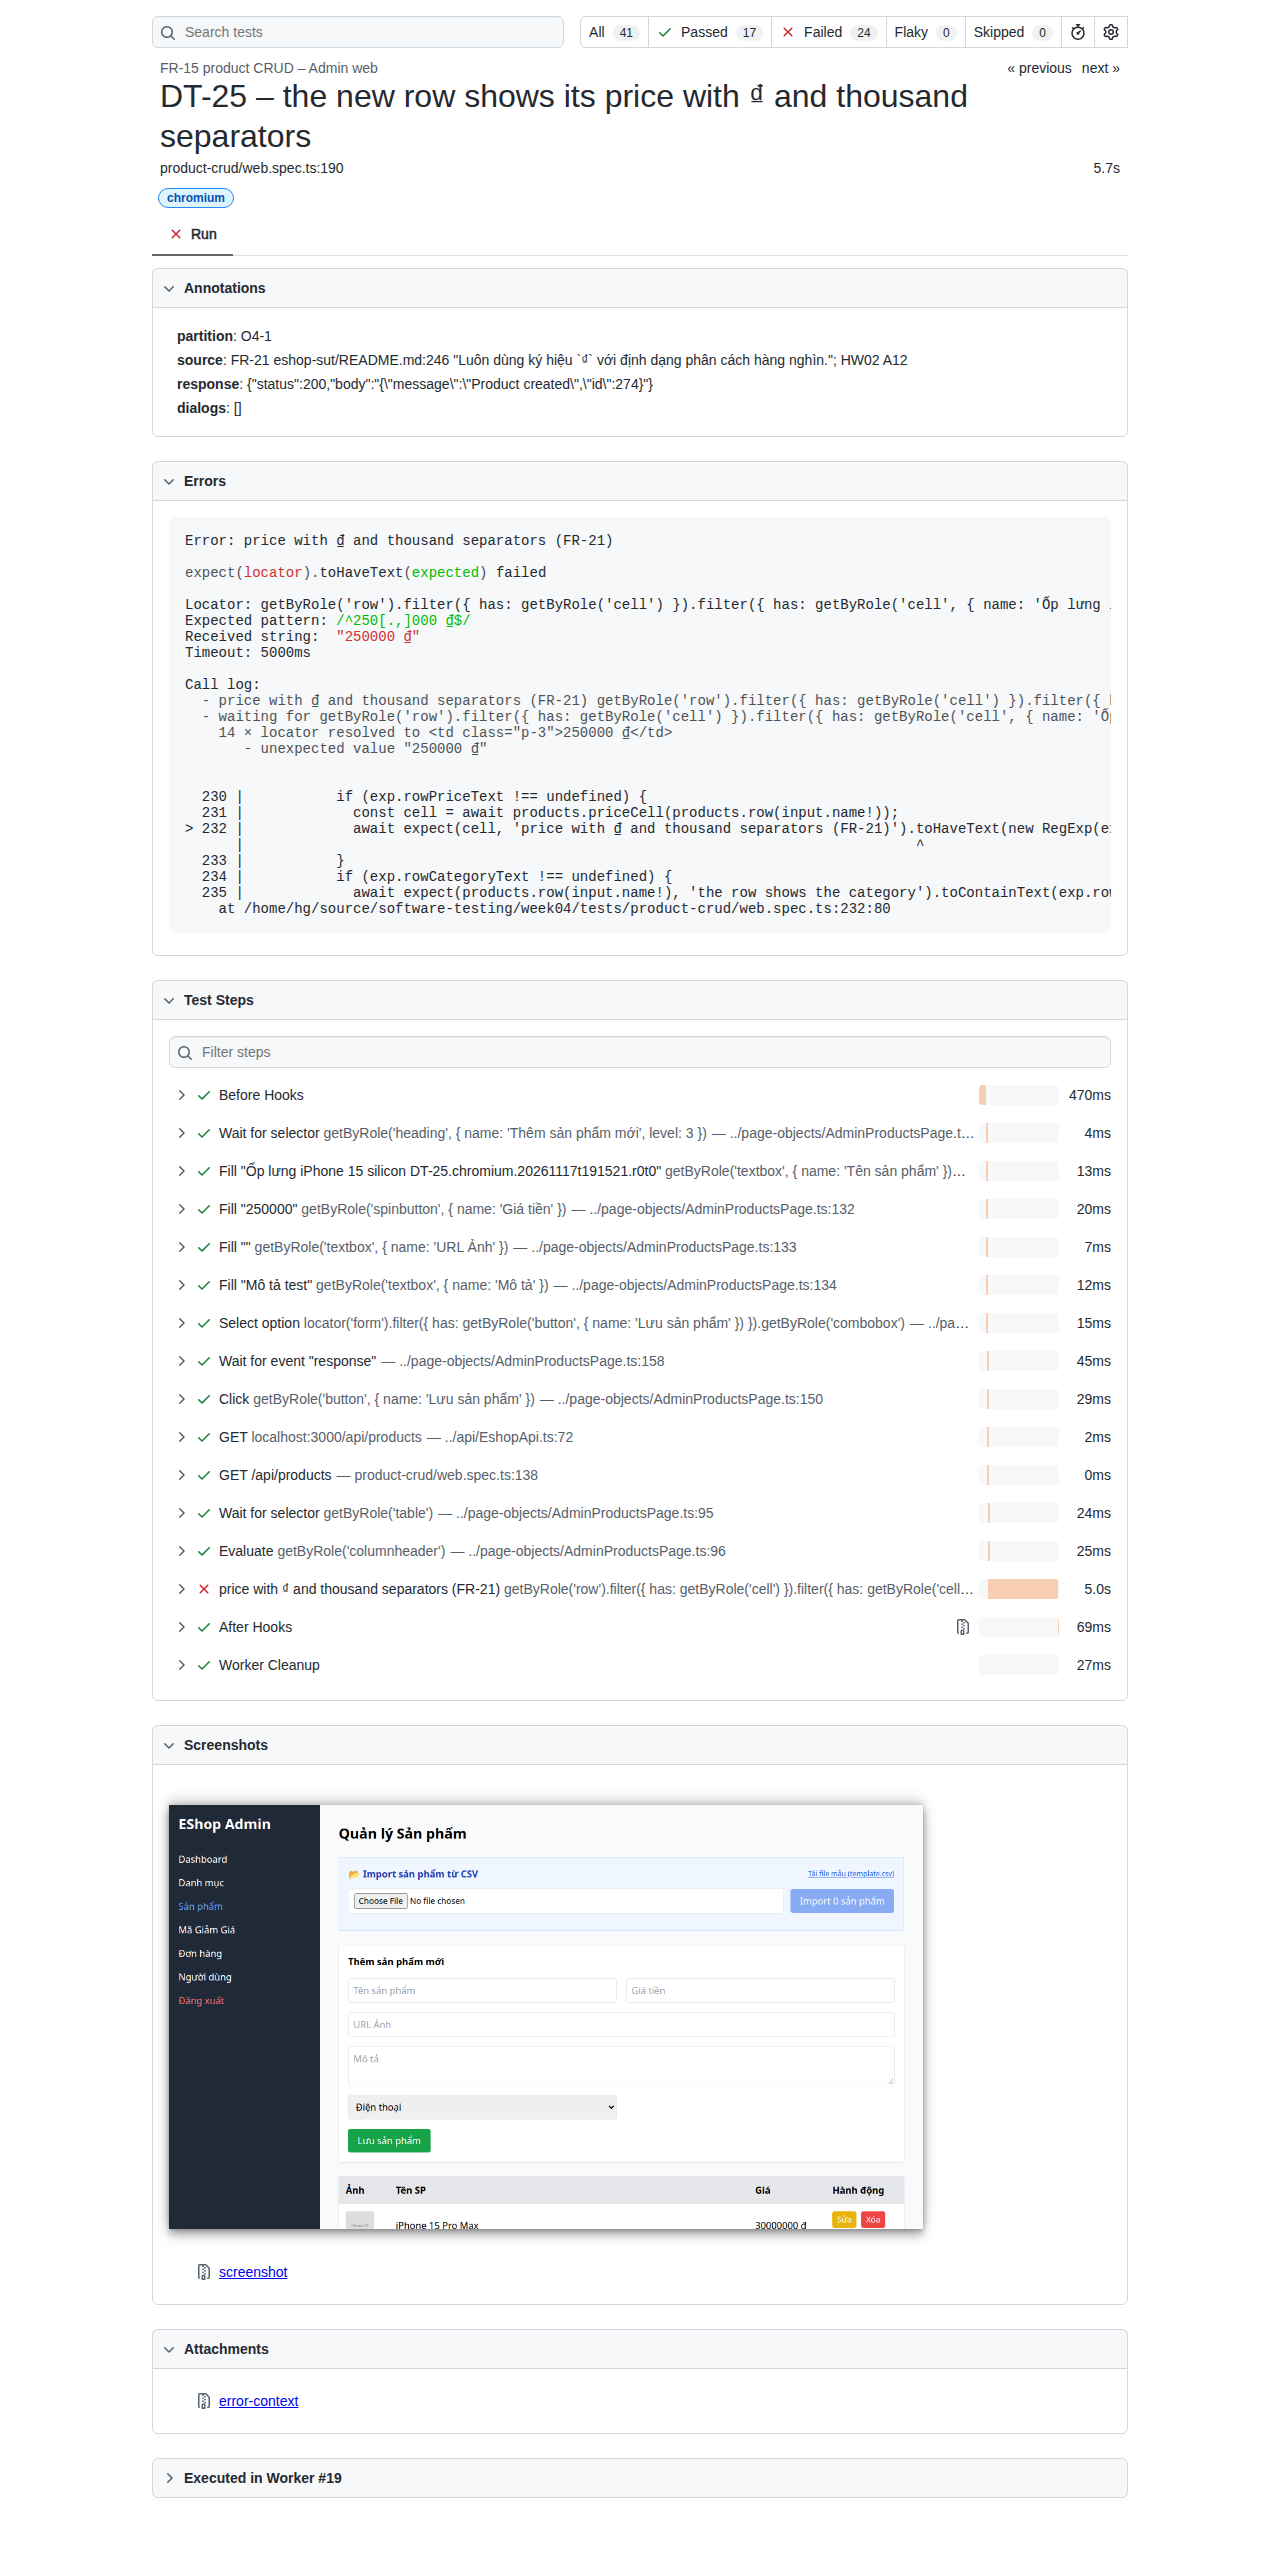 Search tests
All 41 Passed 17 Failed 24 Flaky 0 Skipped 0
FR-15 product CRUD – Admin web
« previous next »
DT-25 – the new row shows its price with ₫ and thousand
separators
product-crud/web.spec.ts:190
5.7s
chromium
Run
Annotations
partition: O4-1
source: FR-21 eshop-sut/README.md:246 "Luôn dùng ký hiệu `₫` với định dạng phân cách hàng nghìn."; HW02 A12
response: {"status":200,"body":"{\"message\":\"Product created\",\"id\":274}"}
dialogs: []
Errors
Error: price with ₫ and thousand separators (FR-21)
expect(locator).toHaveText(expected) failed
Locator: getByRole('row').filter({ has: getByRole('cell') }).filter({ has: getByRole('cell', { name: 'Ốp lưng
Expected pattern: /^250[.,]000 ₫$/
Received string:  "250000 ₫"
Timeout: 5000ms
Call log:
  - price with ₫ and thousand separators (FR-21) getByRole('row').filter({ has: getByRole('cell') }).filter({
  - waiting for getByRole('row').filter({ has: getByRole('cell') }).filter({ has: getByRole('cell', { name: 'Ốp
    14 × locator resolved to <td class="p-3">250000 ₫</td>
       - unexpected value "250000 ₫"
  230 |           if (exp.rowPriceText !== undefined) {
  231 |             const cell = await products.priceCell(products.row(input.name!));
> 232 |             await expect(cell, 'price with ₫ and thousand separators (FR-21)').toHaveText(new RegExp(e
      |                                                                                ^
  233 |           }
  234 |           if (exp.rowCategoryText !== undefined) {
  235 |             await expect(products.row(input.name!), 'the row shows the category').toContainText(exp.row
    at /home/hg/source/software-testing/week04/tests/product-crud/web.spec.ts:232:80
Test Steps
Filter steps
Before Hooks 470ms
Wait for selector getByRole('heading', { name: 'Thêm sản phẩm mới', level: 3 }) — ../page-objects/AdminProductsPage.t… 4ms
Fill "Ốp lưng iPhone 15 silicon DT-25.chromium.20261117t191521.r0t0" getByRole('textbox', { name: 'Tên sản phẩm' })… 13ms
Fill "250000" getByRole('spinbutton', { name: 'Giá tiền' }) — ../page-objects/AdminProductsPage.ts:132 20ms
Fill "" getByRole('textbox', { name: 'URL Ảnh' }) — ../page-objects/AdminProductsPage.ts:133 7ms
Fill "Mô tả test" getByRole('textbox', { name: 'Mô tả' }) — ../page-objects/AdminProductsPage.ts:134 12ms
Select option locator('form').filter({ has: getByRole('button', { name: 'Lưu sản phẩm' }) }).getByRole('combobox') — ../pa… 15ms
Wait for event "response" — ../page-objects/AdminProductsPage.ts:158 45ms
Click getByRole('button', { name: 'Lưu sản phẩm' }) — ../page-objects/AdminProductsPage.ts:150 29ms
GET localhost:3000/api/products — ../api/EshopApi.ts:72 2ms
GET /api/products — product-crud/web.spec.ts:138 0ms
Wait for selector getByRole('table') — ../page-objects/AdminProductsPage.ts:95 24ms
Evaluate getByRole('columnheader') — ../page-objects/AdminProductsPage.ts:96 25ms
price with ₫ and thousand separators (FR-21) getByRole('row').filter({ has: getByRole('cell') }).filter({ has: getByRole('cell… 5.0s
After Hooks 69ms
Worker Cleanup 27ms
Screenshots
EShop Admin
Dashboard
Danh mục
Sản phẩm
Mã Giảm Giá
Đơn hàng
Người dùng
Đăng xuất
Quản lý Sản phẩm
📂 Import sản phẩm từ CSV
Tải file mẫu (template.csv)
Choose File No file chosen
Import 0 sản phẩm
Thêm sản phẩm mới
Tên sản phẩm
Giá tiền
URL Ảnh
Mô tả
Điện thoại
Lưu sản phẩm
Ảnh Tên SP Giá Hành động
iPhone 15 Pro Max 30000000 ₫ Sửa Xóa
screenshot
Attachments
error-context
Executed in Worker #19